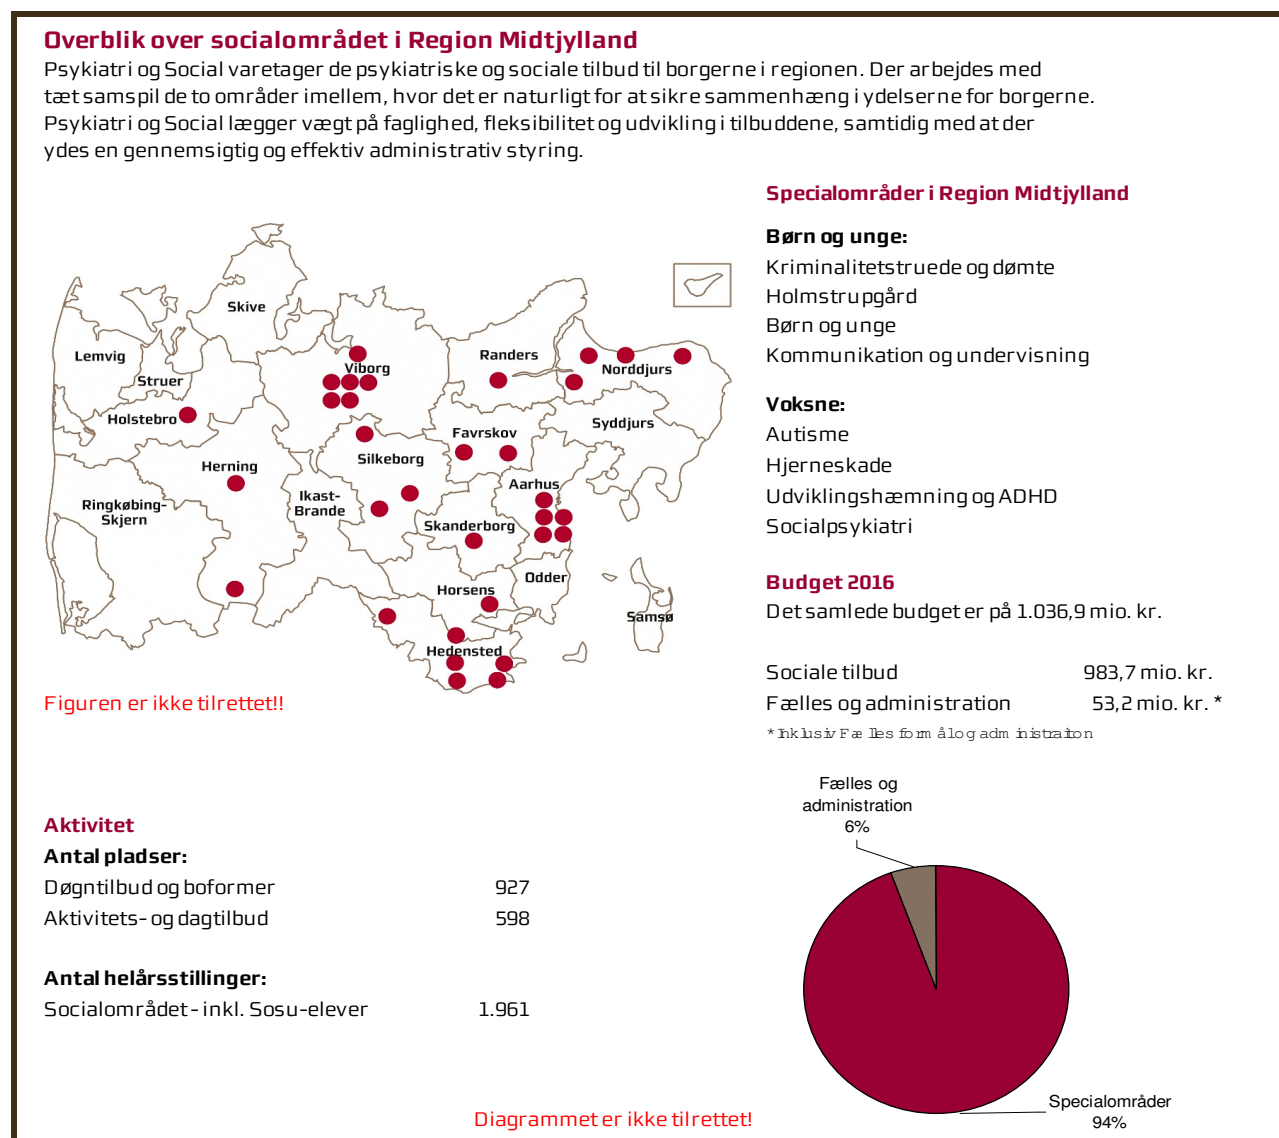 Overblik over socialområdet i Region Midtjylland
Psykiatri og Social varetager de psykiatriske og sociale tilbud til borgerne i regionen. Der arbejdes med
tæt samspil de to områder imellem, hvor det er naturligt for at sikre sammenhæng i ydelserne for borgerne.
Psykiatri og Social lægger vægt på faglighed, fleksibilitet og udvikling i tilbuddene, samtidig med at der
ydes en gennemsigtig og effektiv administrativ styring.
Skive
Lemvig
Struer
Viborg
Randers
Norddjurs
Holstebro
Syddjurs
Favrskov
Silkeborg
Herning
Aarhus
Ikast-
Brande
Ringkøbing-
Skjern
Skanderborg
Odder
Horsens
Samsø
Hedensted
Figuren er ikke tilrettet!!
Specialområder i Region Midtjylland
Børn og unge:
Kriminalitetstruede og dømte
Holmstrupgård
Børn og unge
Kommunikation og undervisning
Voksne:
Autisme
Hjerneskade
Udviklingshæmning og ADHD
Socialpsykiatri
Budget 2016
Det samlede budget er på 1.036,9 mio. kr.
Sociale tilbud 983,7 mio. kr.
Fælles og administration 53,2 mio. kr. *
* Inklusiv Fælles formål og administraiton
Aktivitet
Antal pladser:
Døgntilbud og boformer 927
Aktivitets- og dagtilbud 598
Antal helårsstillinger:
Socialområdet - inkl. Sosu-elever 1.961
Fælles og
administration
6%
Specialområder
94%
Diagrammet er ikke tilrettet!